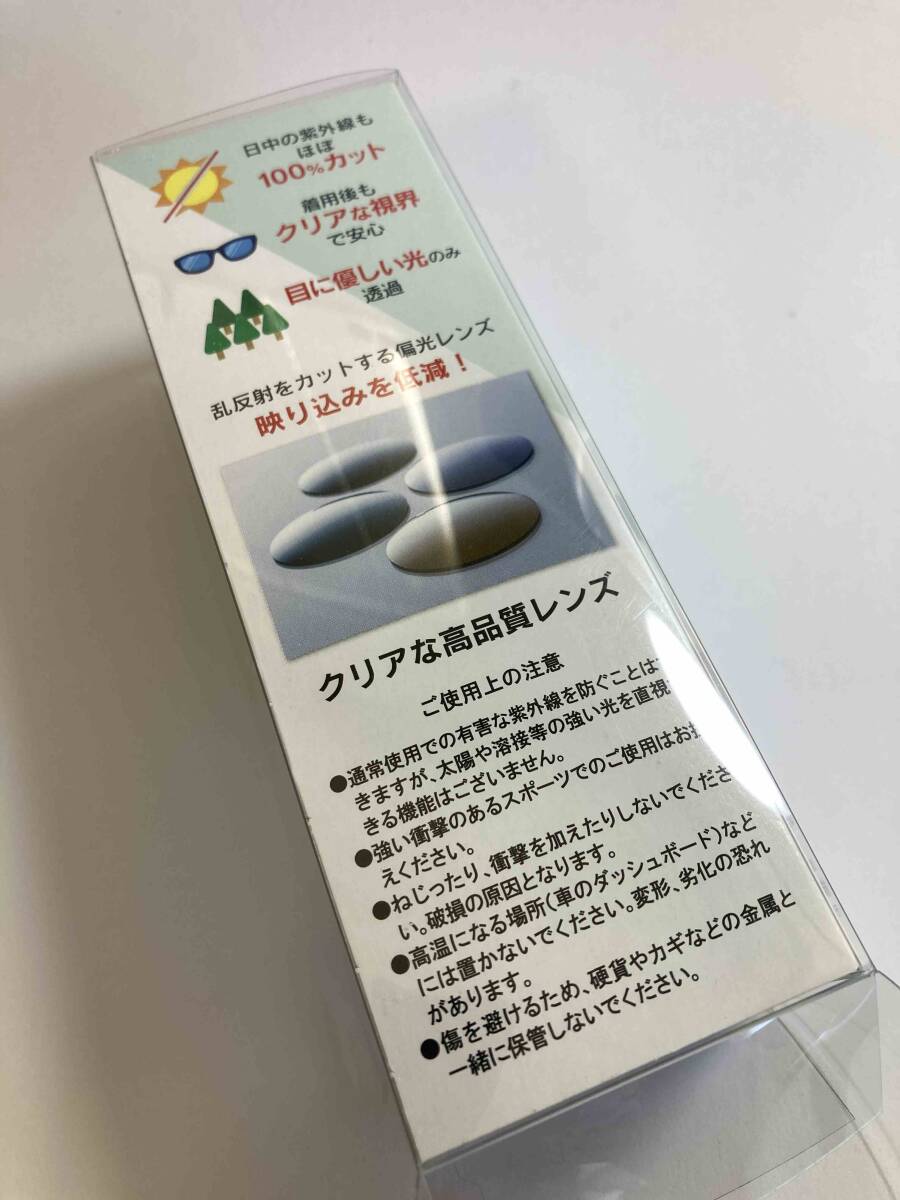 日中の紫外線も
ほぼ
100%カット
着用後も
クリアな視界
で安心
目に優しい光のみ
透過
乱反射をカットする偏光レンズ
映り込みを低減！
クリアな高品質レンズ
ご使用上の注意
●通常使用での有害な紫外線を防ぐことは
きますが、太陽や溶接等の強い光を直視
きる機能はございません。
●強い衝撃のあるスポーツでのご使用はお
えください。
●ねじったり、衝撃を加えたりしないでくださ
い。破損の原因となります。
●高温になる場所(車のダッシュボード)など
には置かないでください。変形、劣化の恐れ
があります。
●傷を避けるため、硬貨やカギなどの金属と
一緒に保管しないでください。